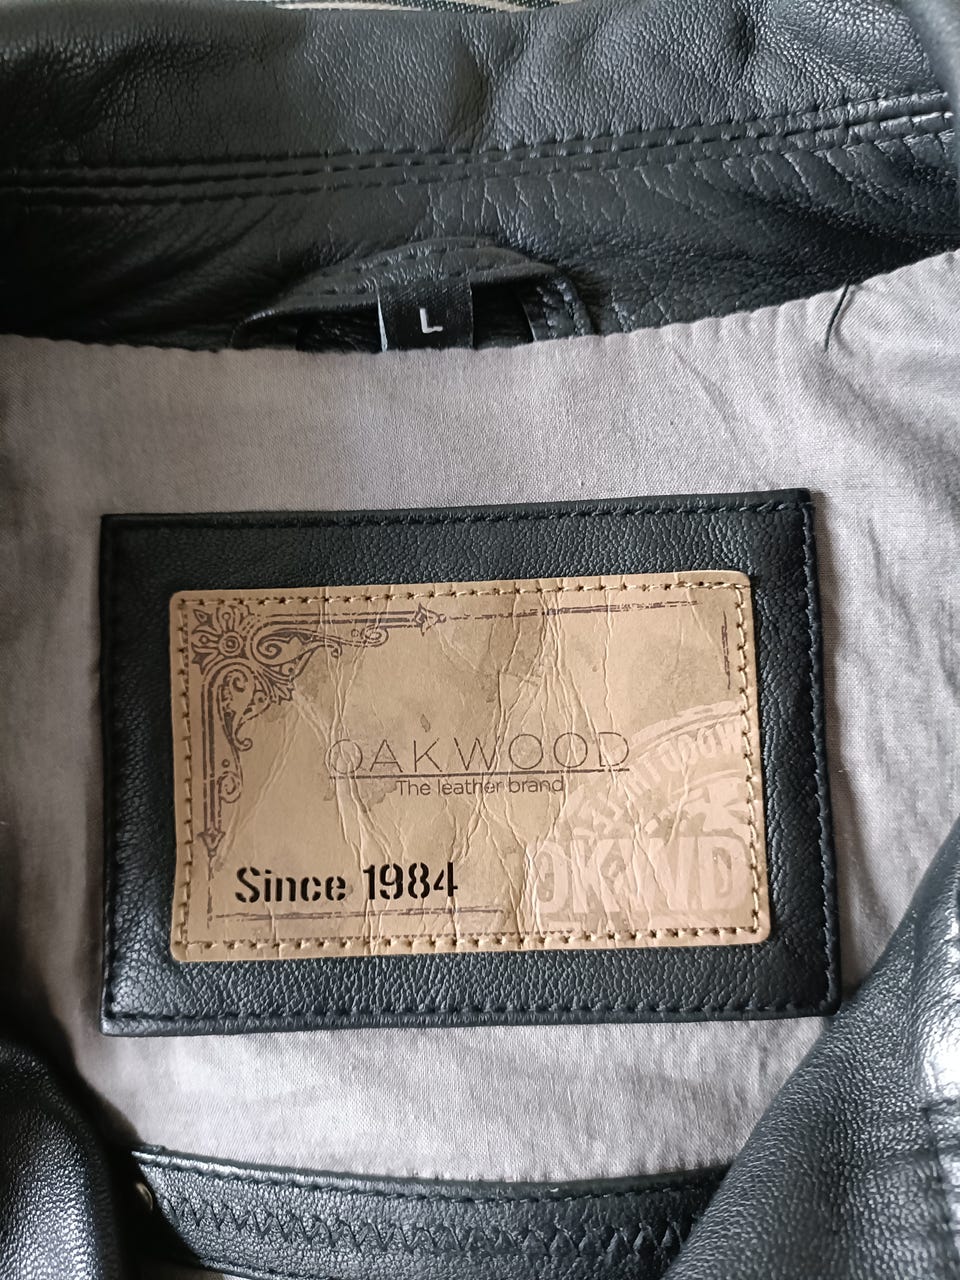 L
OAKWOOD
The leather brand
Since 1984
OKWD